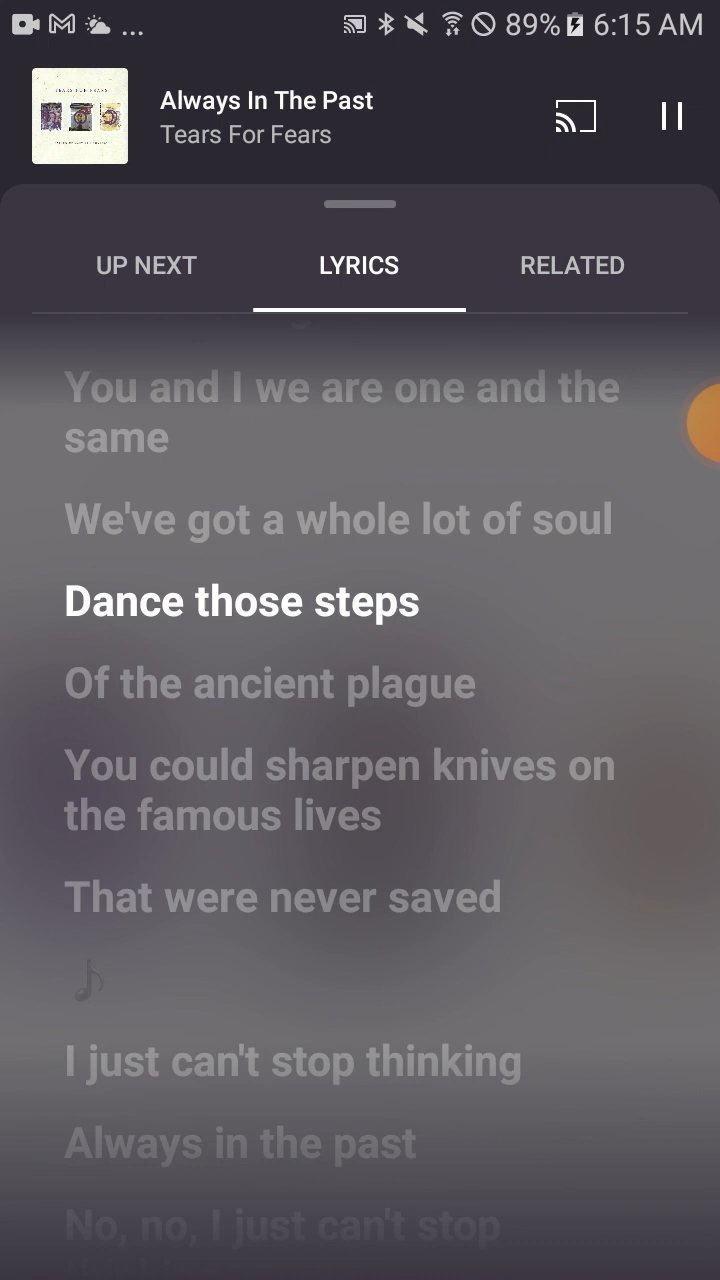 ... 89% 6:15 AM
TEARS FOR FEARS
Always In The Past
Tears For Fears
UP NEXT LYRICS RELATED
You and I we are one and the
same
We've got a whole lot of soul
Dance those steps
Of the ancient plague
You could sharpen knives on
the famous lives
That were never saved
♪
I just can't stop thinking
Always in the past
No, no, I just can't stop